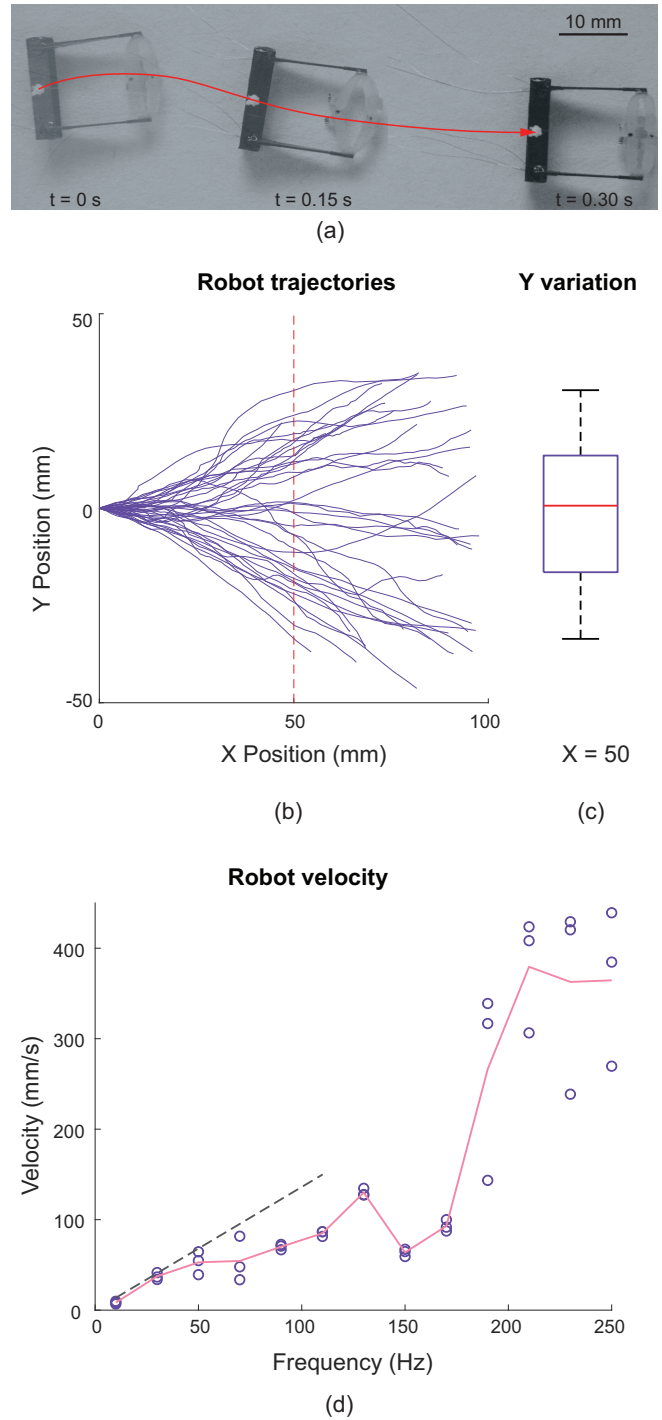 10 mm
t = 0 s
t = 0.15 s
t = 0.30 s
(a)
Robot trajectories
Y variation
50
0
-50
Y Position (mm)
0
50
100
X Position (mm)
X = 50
(b)
(c)
Robot velocity
400
300
200
100
0
Velocity (mm/s)
0
50
100
150
200
250
Frequency (Hz)
(d)